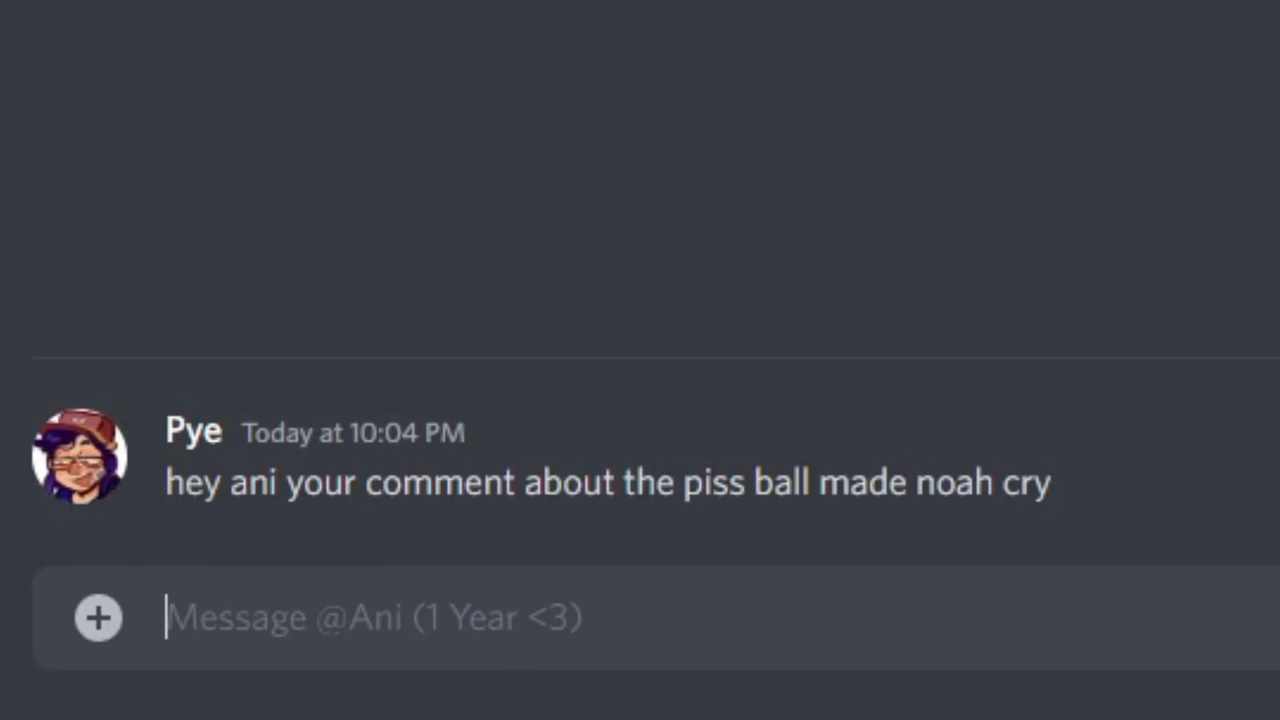 Pye Today at 10:04 PM
hey ani your comment about the piss ball made noah cry
Message @Ani (1 Year <3)